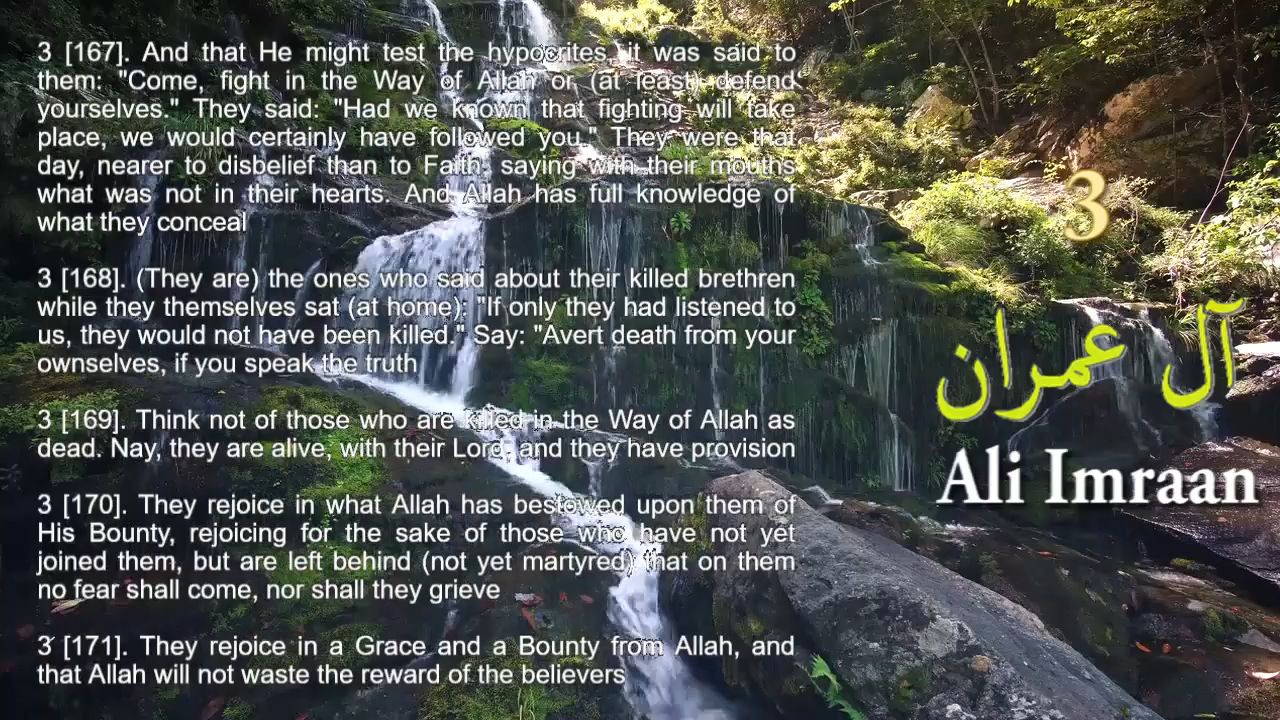 3 [167]. And that He might test the hypocrites, it was said to
them: "Come, fight in the Way of Allah or (at least) defend
yourselves." They said: "Had we known that fighting will take
place, we would certainly have followed you." They were that
day, nearer to disbelief than to Faith, saying with their mouths
what was not in their hearts. And Allah has full knowledge of
what they conceal
3 [168]. (They are) the ones who said about their killed brethren
while they themselves sat (at home): "If only they had listened to
us, they would not have been killed." Say: "Avert death from your
ownselves, if you speak the truth
3 [169]. Think not of those who are killed in the Way of Allah as
dead. Nay, they are alive, with their Lord, and they have provision
3 [170]. They rejoice in what Allah has bestowed upon them of
His Bounty, rejoicing for the sake of those who have not yet
joined them, but are left behind (not yet martyred) that on them
no fear shall come, nor shall they grieve
3 [171]. They rejoice in a Grace and a Bounty from Allah, and
that Allah will not waste the reward of the believers
3
آل عمران
Ali Imraan